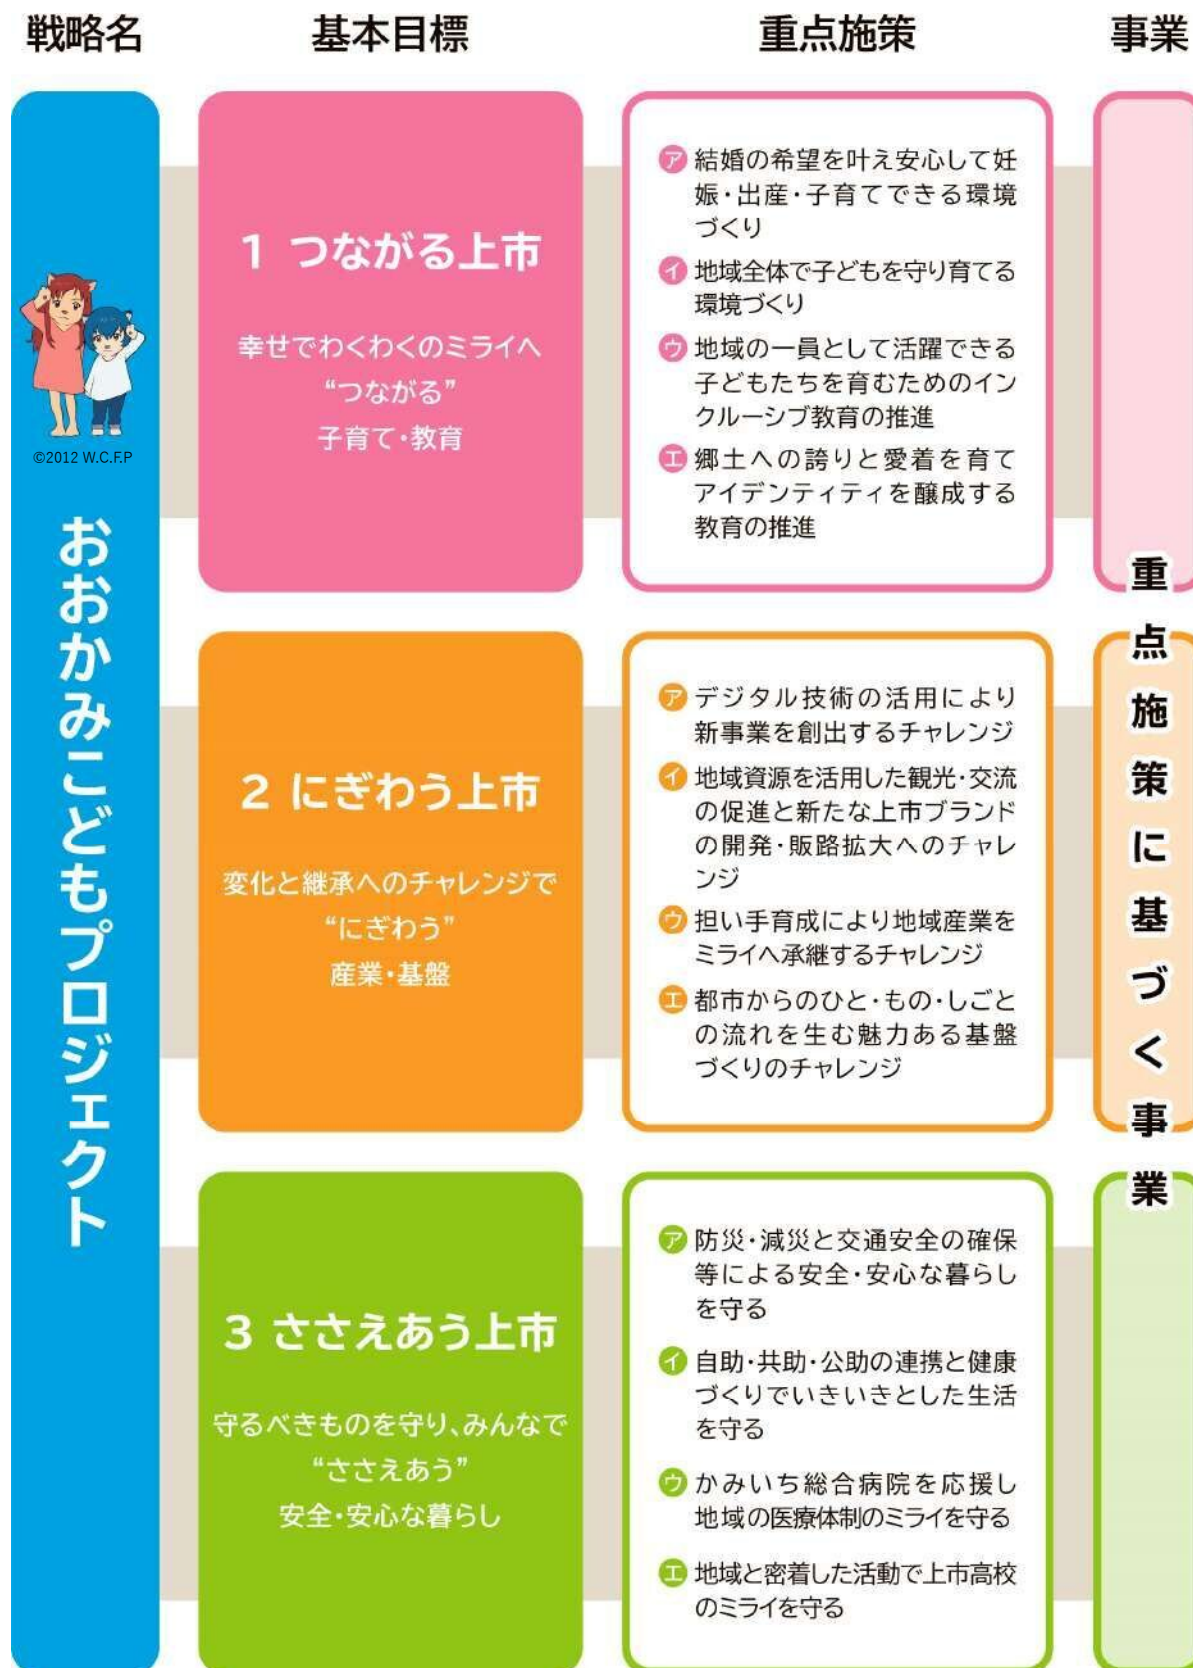 戦略名
基本目標
重点施策
事業
©2012 W.C.F.P
おおかみこどもプロジェクト
1 つながる上市
幸せでわくわくのミライへ
“つながる”
子育て・教育
ア 結婚の希望を叶え安心して妊
娠・出産・子育てできる環境
づくり
イ 地域全体で子どもを守り育てる
環境づくり
ウ 地域の一員として活躍できる
子どもたちを育むためのイン
クルーシブ教育の推進
エ 郷土への誇りと愛着を育て
アイデンティティを醸成する
教育の推進
2 にぎわう上市
変化と継承へのチャレンジで
“にぎわう”
産業・基盤
ア デジタル技術の活用により
新事業を創出するチャレンジ
イ 地域資源を活用した観光・交流
の促進と新たな上市ブランド
の開発・販路拡大へのチャレ
ンジ
ウ 担い手育成により地域産業を
ミライへ承継するチャレンジ
エ 都市からのひと・もの・しごと
の流れを生む魅力ある基盤
づくりのチャレンジ
3 ささえあう上市
守るべきものを守り、みんなで
“ささえあう”
安全・安心な暮らし
ア 防災・減災と交通安全の確保
等による安全・安心な暮らし
を守る
イ 自助・共助・公助の連携と健康
づくりでいきいきとした生活
を守る
ウ かみいち総合病院を応援し
地域の医療体制のミライを守る
エ 地域と密着した活動で上市高校
のミライを守る
重点施策に基づく事業